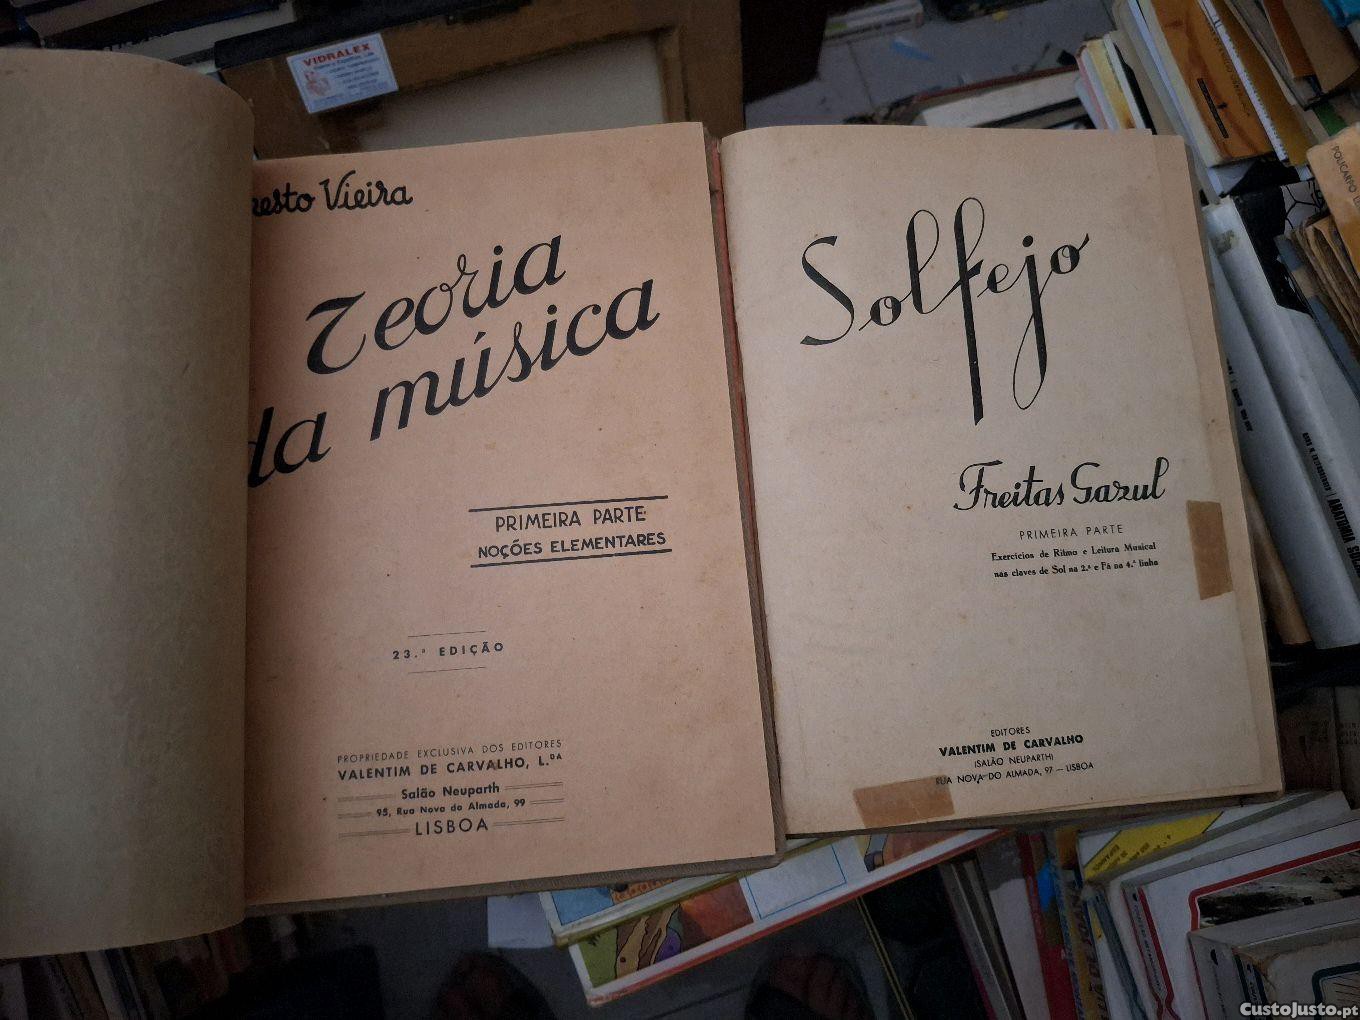 VIDRALEX
Vieira
Teoria
da música
PRIMEIRA PARTE
NOÇÕES ELEMENTARES
23.ª EDIÇÃO
PROPRIEDADE EXCLUSIVA DOS EDITORES
VALENTIM DE CARVALHO, L.DA
Salão Neuparth
95, Rua Nova do Almada, 99
LISBOA
Solfejo
Freitas Gazul
PRIMEIRA PARTE
Exercícios de Ritmo e Leitura Musical
nas claves de Sol na 2.ª e Fá na 4.ª linha
EDITORES
VALENTIM DE CARVALHO
(SALÃO NEUPARTH)
RUA NOVA DO ALMADA, 97 — LISBOA
POLICARPO
ANATOMIA
CustoJusto.pt